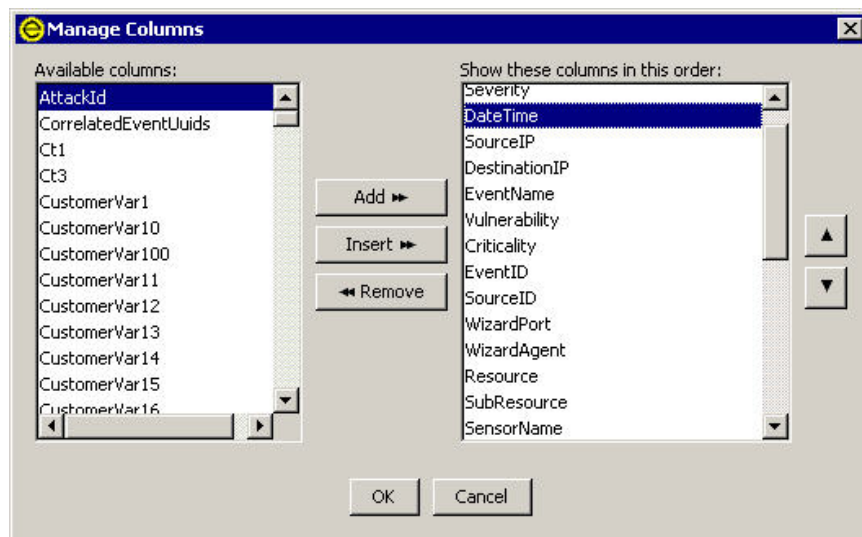 Manage Columns
Available columns:
AttackId
CorrelatedEventUuids
Ct1
Ct3
CustomerVar1
CustomerVar10
CustomerVar100
CustomerVar11
CustomerVar12
CustomerVar13
CustomerVar14
CustomerVar15
CustomerVar16
Add
Insert
Remove
Show these columns in this order:
Severity
DateTime
SourceIP
DestinationIP
EventName
Vulnerability
Criticality
EventID
SourceID
WizardPort
WizardAgent
Resource
SubResource
SensorName
OK
Cancel